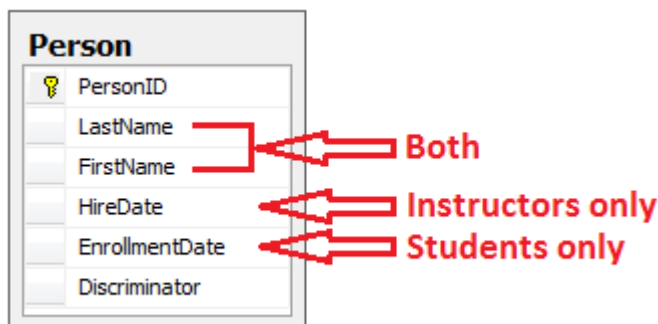 Person
PersonID
LastName
FirstName
Both
HireDate
Instructors only
EnrollmentDate
Students only
Discriminator